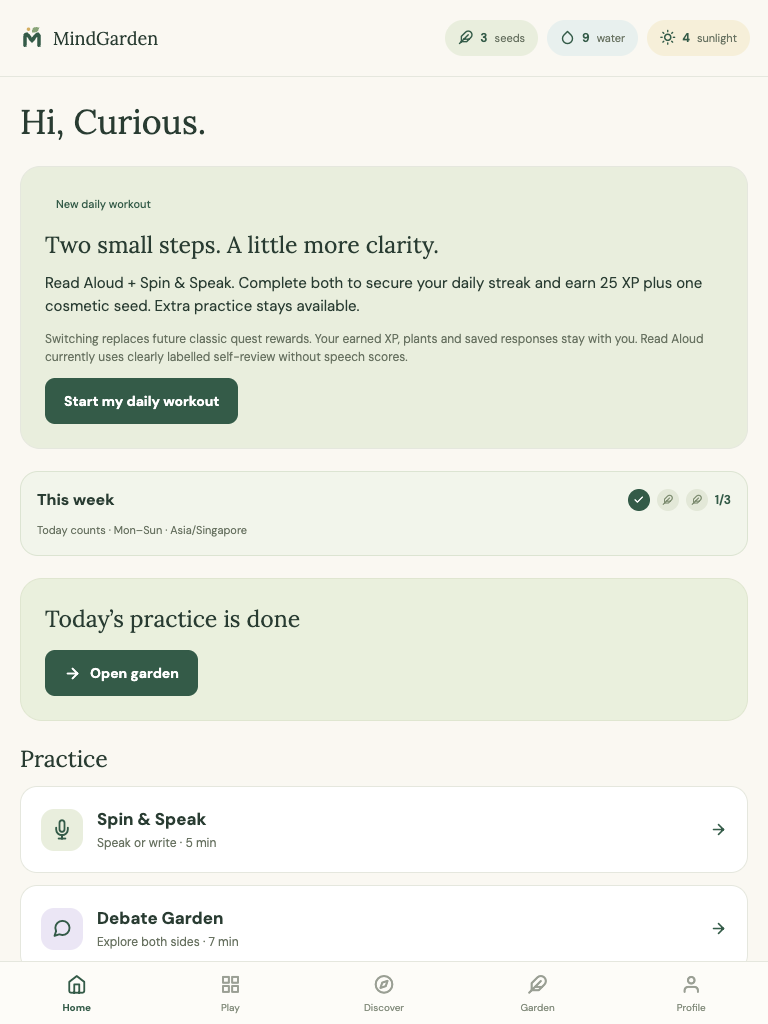 MindGarden
3 seeds
9 water
4 sunlight
Hi, Curious.
New daily workout
Two small steps. A little more clarity.
Read Aloud + Spin & Speak. Complete both to secure your daily streak and earn 25 XP plus one
cosmetic seed. Extra practice stays available.
Switching replaces future classic quest rewards. Your earned XP, plants and saved responses stay with you. Read Aloud
currently uses clearly labelled self-review without speech scores.
Start my daily workout
This week
1/3
Today counts · Mon–Sun · Asia/Singapore
Today’s practice is done
Open garden
Practice
Spin & Speak
Speak or write · 5 min
Debate Garden
Explore both sides · 7 min
Home
Play
Discover
Garden
Profile